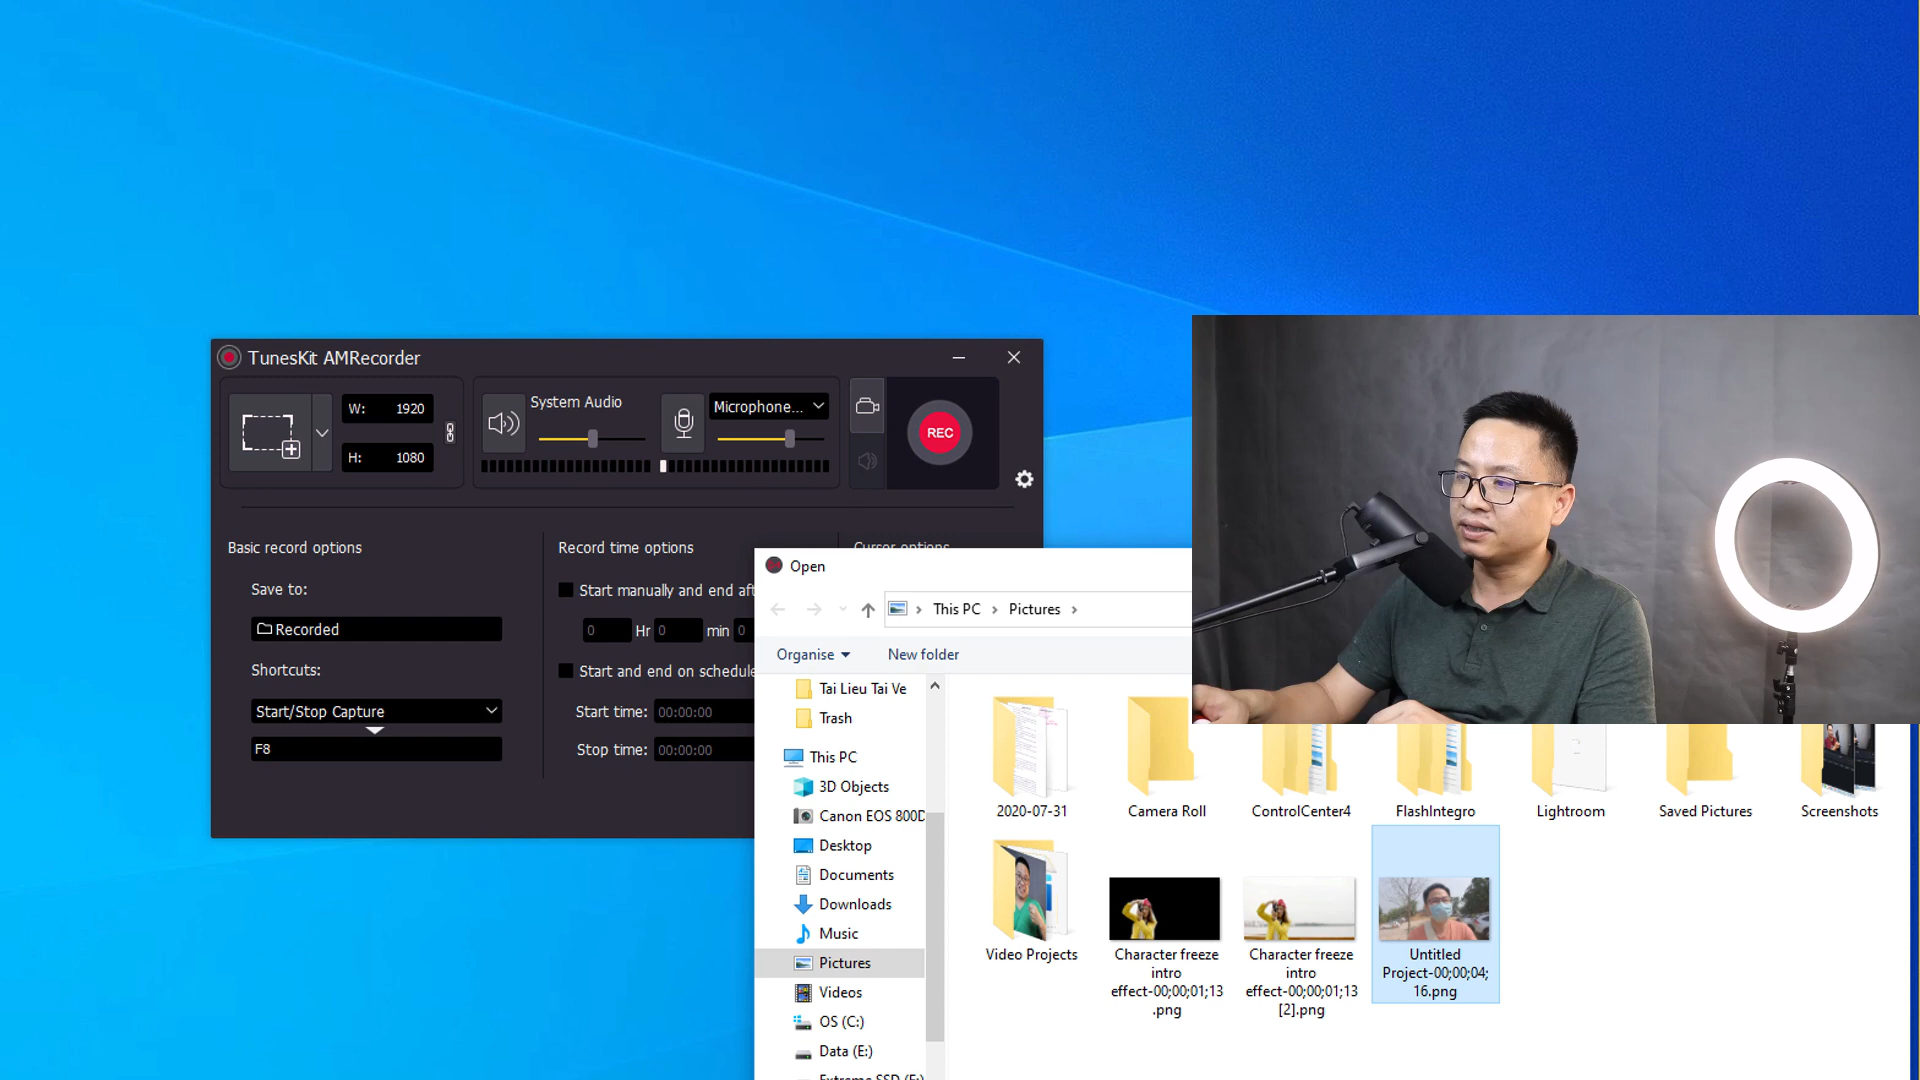 TunesKit AMRecorder
W: 1920
H: 1080
System Audio
Microphone...
REC
Basic record options
Save to:
Recorded
Shortcuts:
Start/Stop Capture
F8
Record time options
Start manually and end aft
0 Hr 0 min 0
Start and end on schedule
Start time: 00:00:00
Stop time: 00:00:00
Cursor options
Open
This PC > Pictures >
Organise
New folder
Tai Lieu Tai Ve
Trash
This PC
3D Objects
Canon EOS 800D
Desktop
Documents
Downloads
Music
Pictures
Videos
OS (C:)
Data (E:)
2020-07-31
Camera Roll
ControlCenter4
FlashIntegro
Lightroom
Saved Pictures
Screenshots
Video Projects
Character freeze
intro
effect-00;00;01;13
.png
Character freeze
intro
effect-00;00;01;13
[2].png
Untitled
Project-00;00;04;
16.png